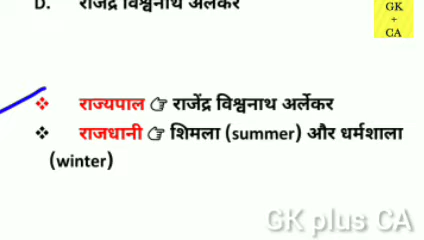 D. राजेंद्र विश्वनाथ अर्लेकर
GK
+
CA
राज्यपाल 👉 राजेंद्र विश्वनाथ अर्लेकर
राजधानी 👉 शिमला (summer) और धर्मशाला
(winter)
GK plus CA